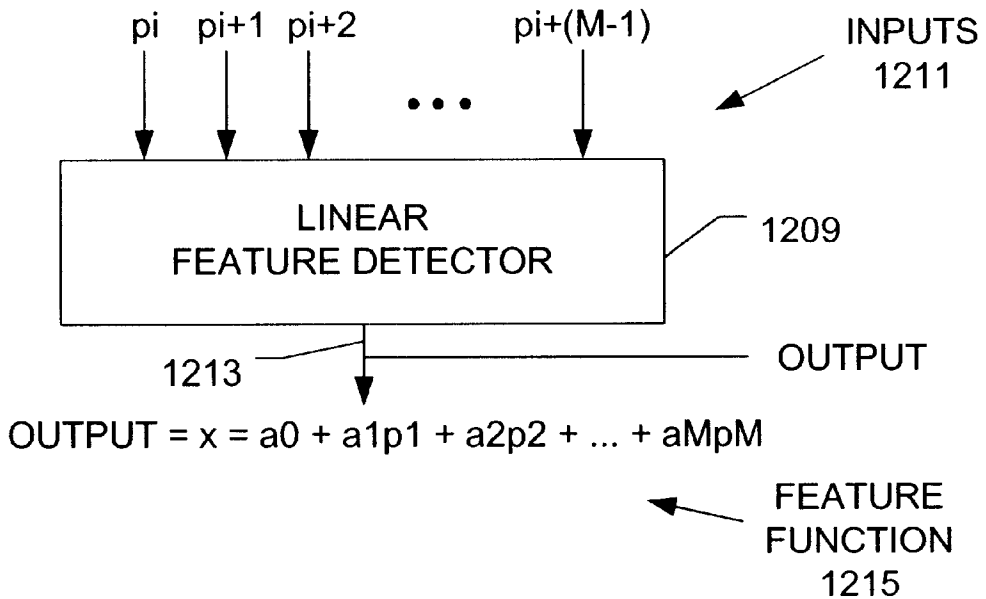 pi pi+1 pi+2 pi+(M-1)
INPUTS
1211
• • •
LINEAR
FEATURE DETECTOR
1209
1213
OUTPUT
OUTPUT = x = a0 + a1p1 + a2p2 + ... + aMpM
FEATURE
FUNCTION
1215